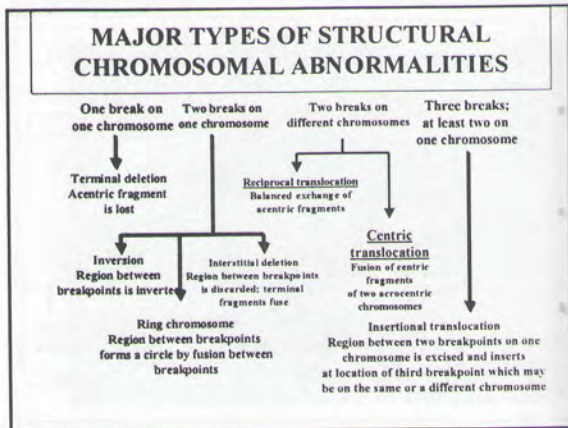 MAJOR TYPES OF STRUCTURAL
CHROMOSOMAL ABNORMALITIES
One break on
one chromosome
Two breaks on
one chromosome
Two breaks on
different chromosomes
Three breaks;
at least two on
one chromosome
Terminal deletion
Acentric fragment
is lost
Reciprocal translocation
Balanced exchange of
acentric fragments
Centric
translocation
Fusion of centric
fragments
of two acrocentric
chromosomes
Inversion
Region between
breakpoints is inverte
Interstitial deletion
Region between breakpoints
is discarded; terminal
fragments fuse
Ring chromosome
Region between breakpoints
forms a circle by fusion between
breakpoints
Insertional translocation
Region between two breakpoints on one
chromosome is excised and inserts
at location of third breakpoint which may
be on the same or a different chromosome